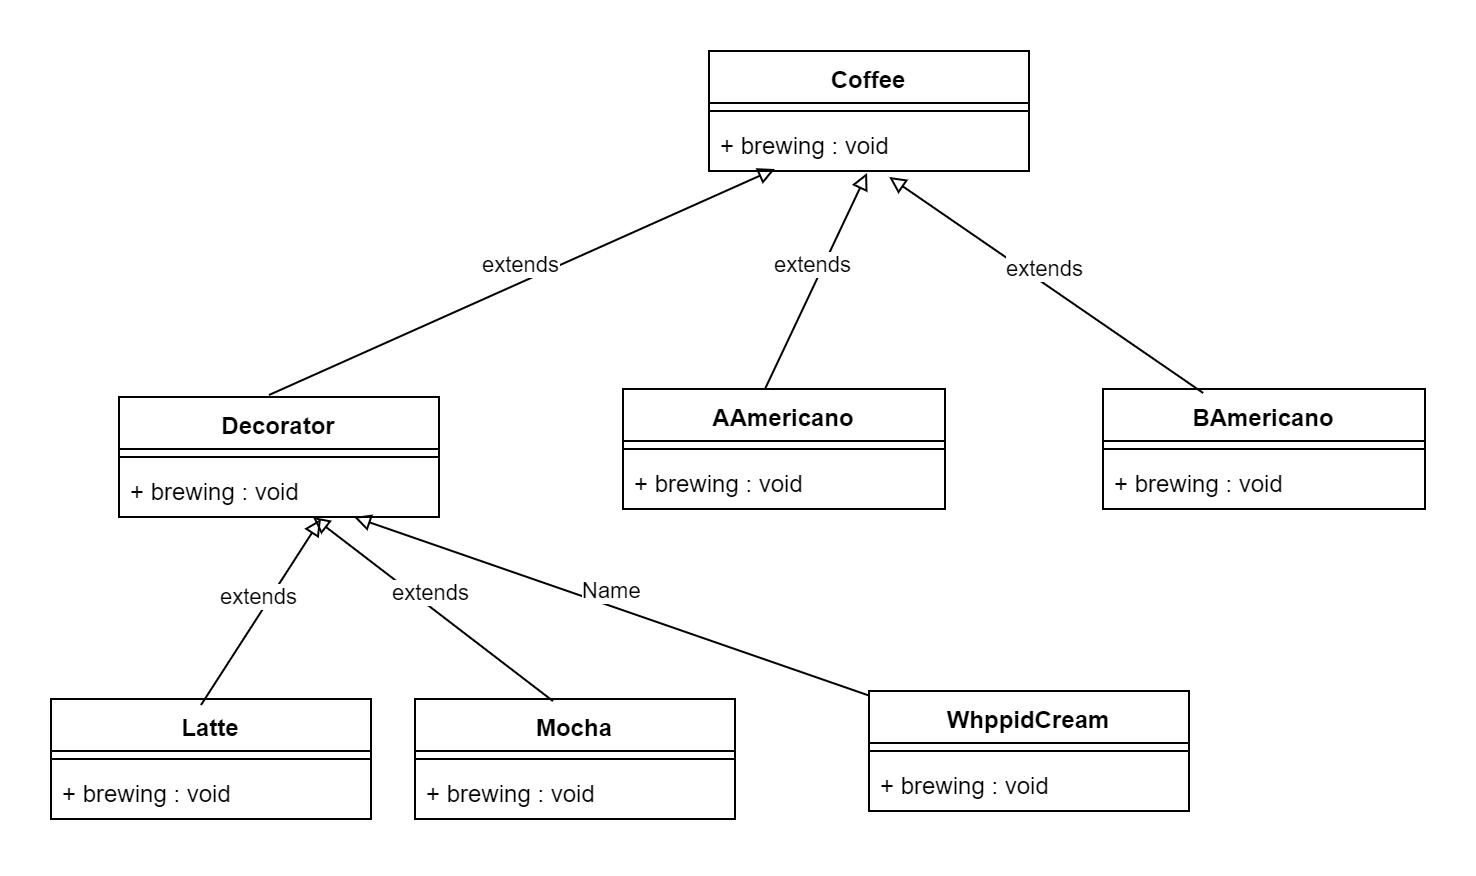 Coffee
+ brewing : void
extends
extends
extends
Decorator
+ brewing : void
AAmericano
+ brewing : void
BAmericano
+ brewing : void
extends
extends
Name
Latte
+ brewing : void
Mocha
+ brewing : void
WhppidCream
+ brewing : void